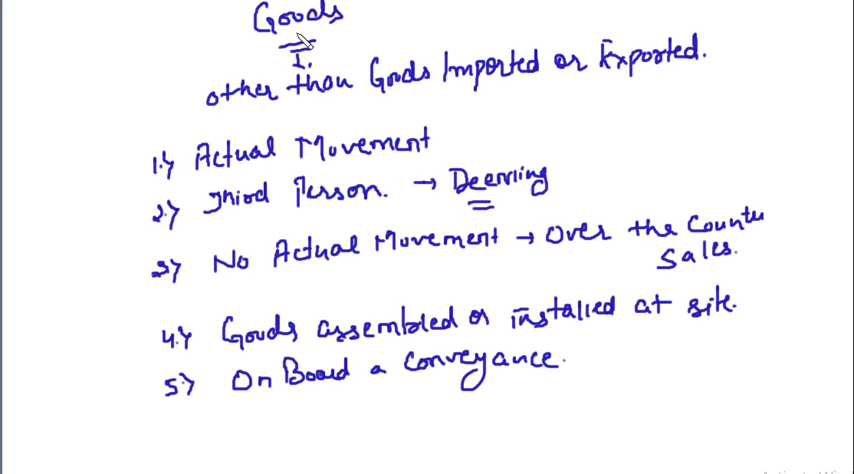 Goods
I.
other than Goods Imported or Exported.
1.) Actual Movement
2.) Third Person. → Deeming
3) No Actual Movement → Over the Counter
Sales.
4.) Goods assembled or installed at site.
5) On Board a Conveyance.